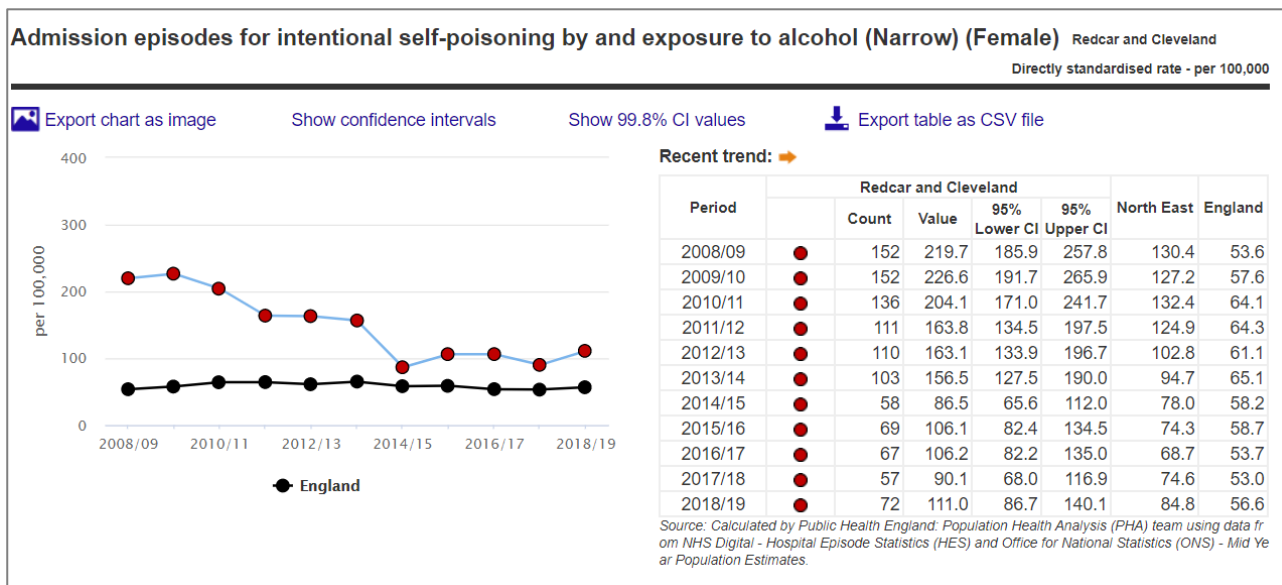 Admission episodes for intentional self-poisoning by and exposure to alcohol (Narrow) (Female) Redcar and Cleveland
Directly standardised rate - per 100,000
Export chart as image Show confidence intervals Show 99.8% CI values Export table as CSV file
400
300
200
100
0
per 100,000
2008/09 2010/11 2012/13 2014/15 2016/17 2018/19
England
Recent trend:
Period Redcar and Cleveland North East England
Count Value 95% Lower CI 95% Upper CI
2008/09 152 219.7 185.9 257.8 130.4 53.6
2009/10 152 226.6 191.7 265.9 127.2 57.6
2010/11 136 204.1 171.0 241.7 132.4 64.1
2011/12 111 163.8 134.5 197.5 124.9 64.3
2012/13 110 163.1 133.9 196.7 102.8 61.1
2013/14 103 156.5 127.5 190.0 94.7 65.1
2014/15 58 86.5 65.6 112.0 78.0 58.2
2015/16 69 106.1 82.4 134.5 74.3 58.7
2016/17 67 106.2 82.2 135.0 68.7 53.7
2017/18 57 90.1 68.0 116.9 74.6 53.0
2018/19 72 111.0 86.7 140.1 84.8 56.6
Source: Calculated by Public Health England: Population Health Analysis (PHA) team using data fr
om NHS Digital - Hospital Episode Statistics (HES) and Office for National Statistics (ONS) - Mid Ye
ar Population Estimates.